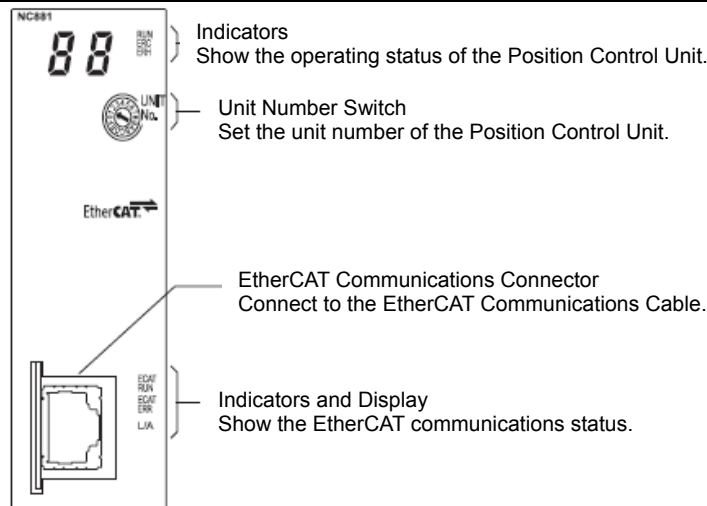 NC881
88
RUN
ERC
ERH
Indicators
Show the operating status of the Position Control Unit.
UNIT
No.
Unit Number Switch
Set the unit number of the Position Control Unit.
EtherCAT
EtherCAT Communications Connector
Connect to the EtherCAT Communications Cable.
ECAT
RUN
ECAT
ERR
L/A
Indicators and Display
Show the EtherCAT communications status.